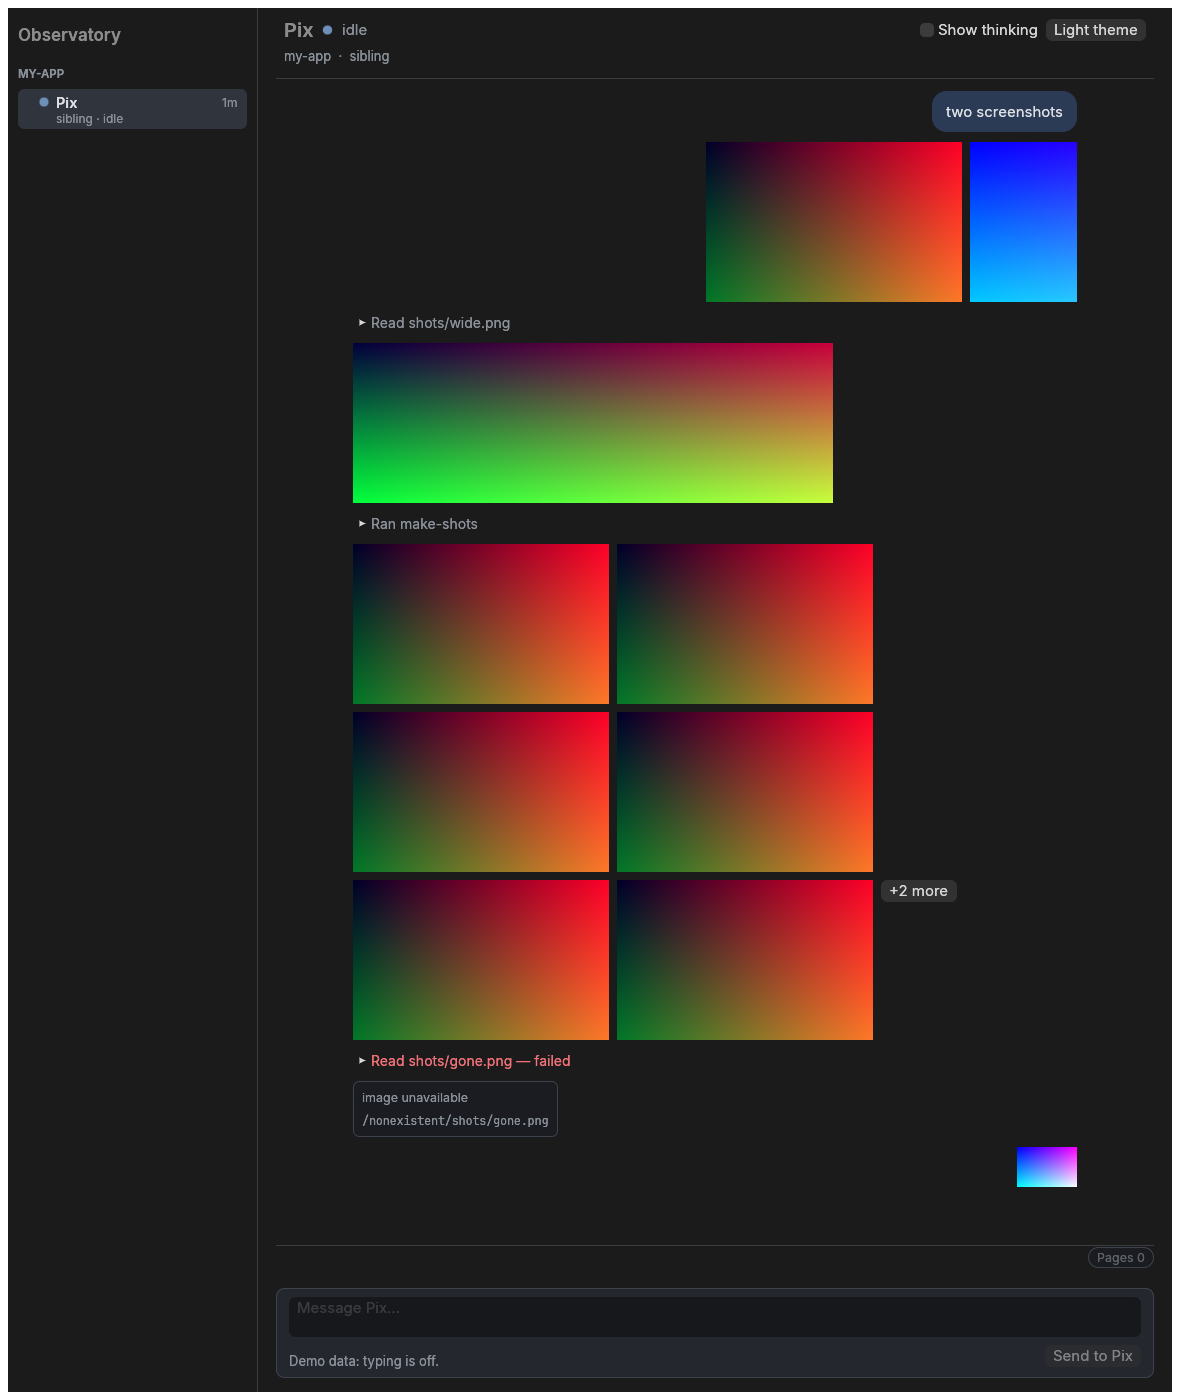 Observatory
MY-APP
Pix 1m
sibling · idle
Pix idle
my-app · sibling
Show thinking Light theme
two screenshots
Read shots/wide.png
Ran make-shots
+2 more
Read shots/gone.png — failed
image unavailable
/nonexistent/shots/gone.png
Pages 0
Message Pix...
Demo data: typing is off.
Send to Pix